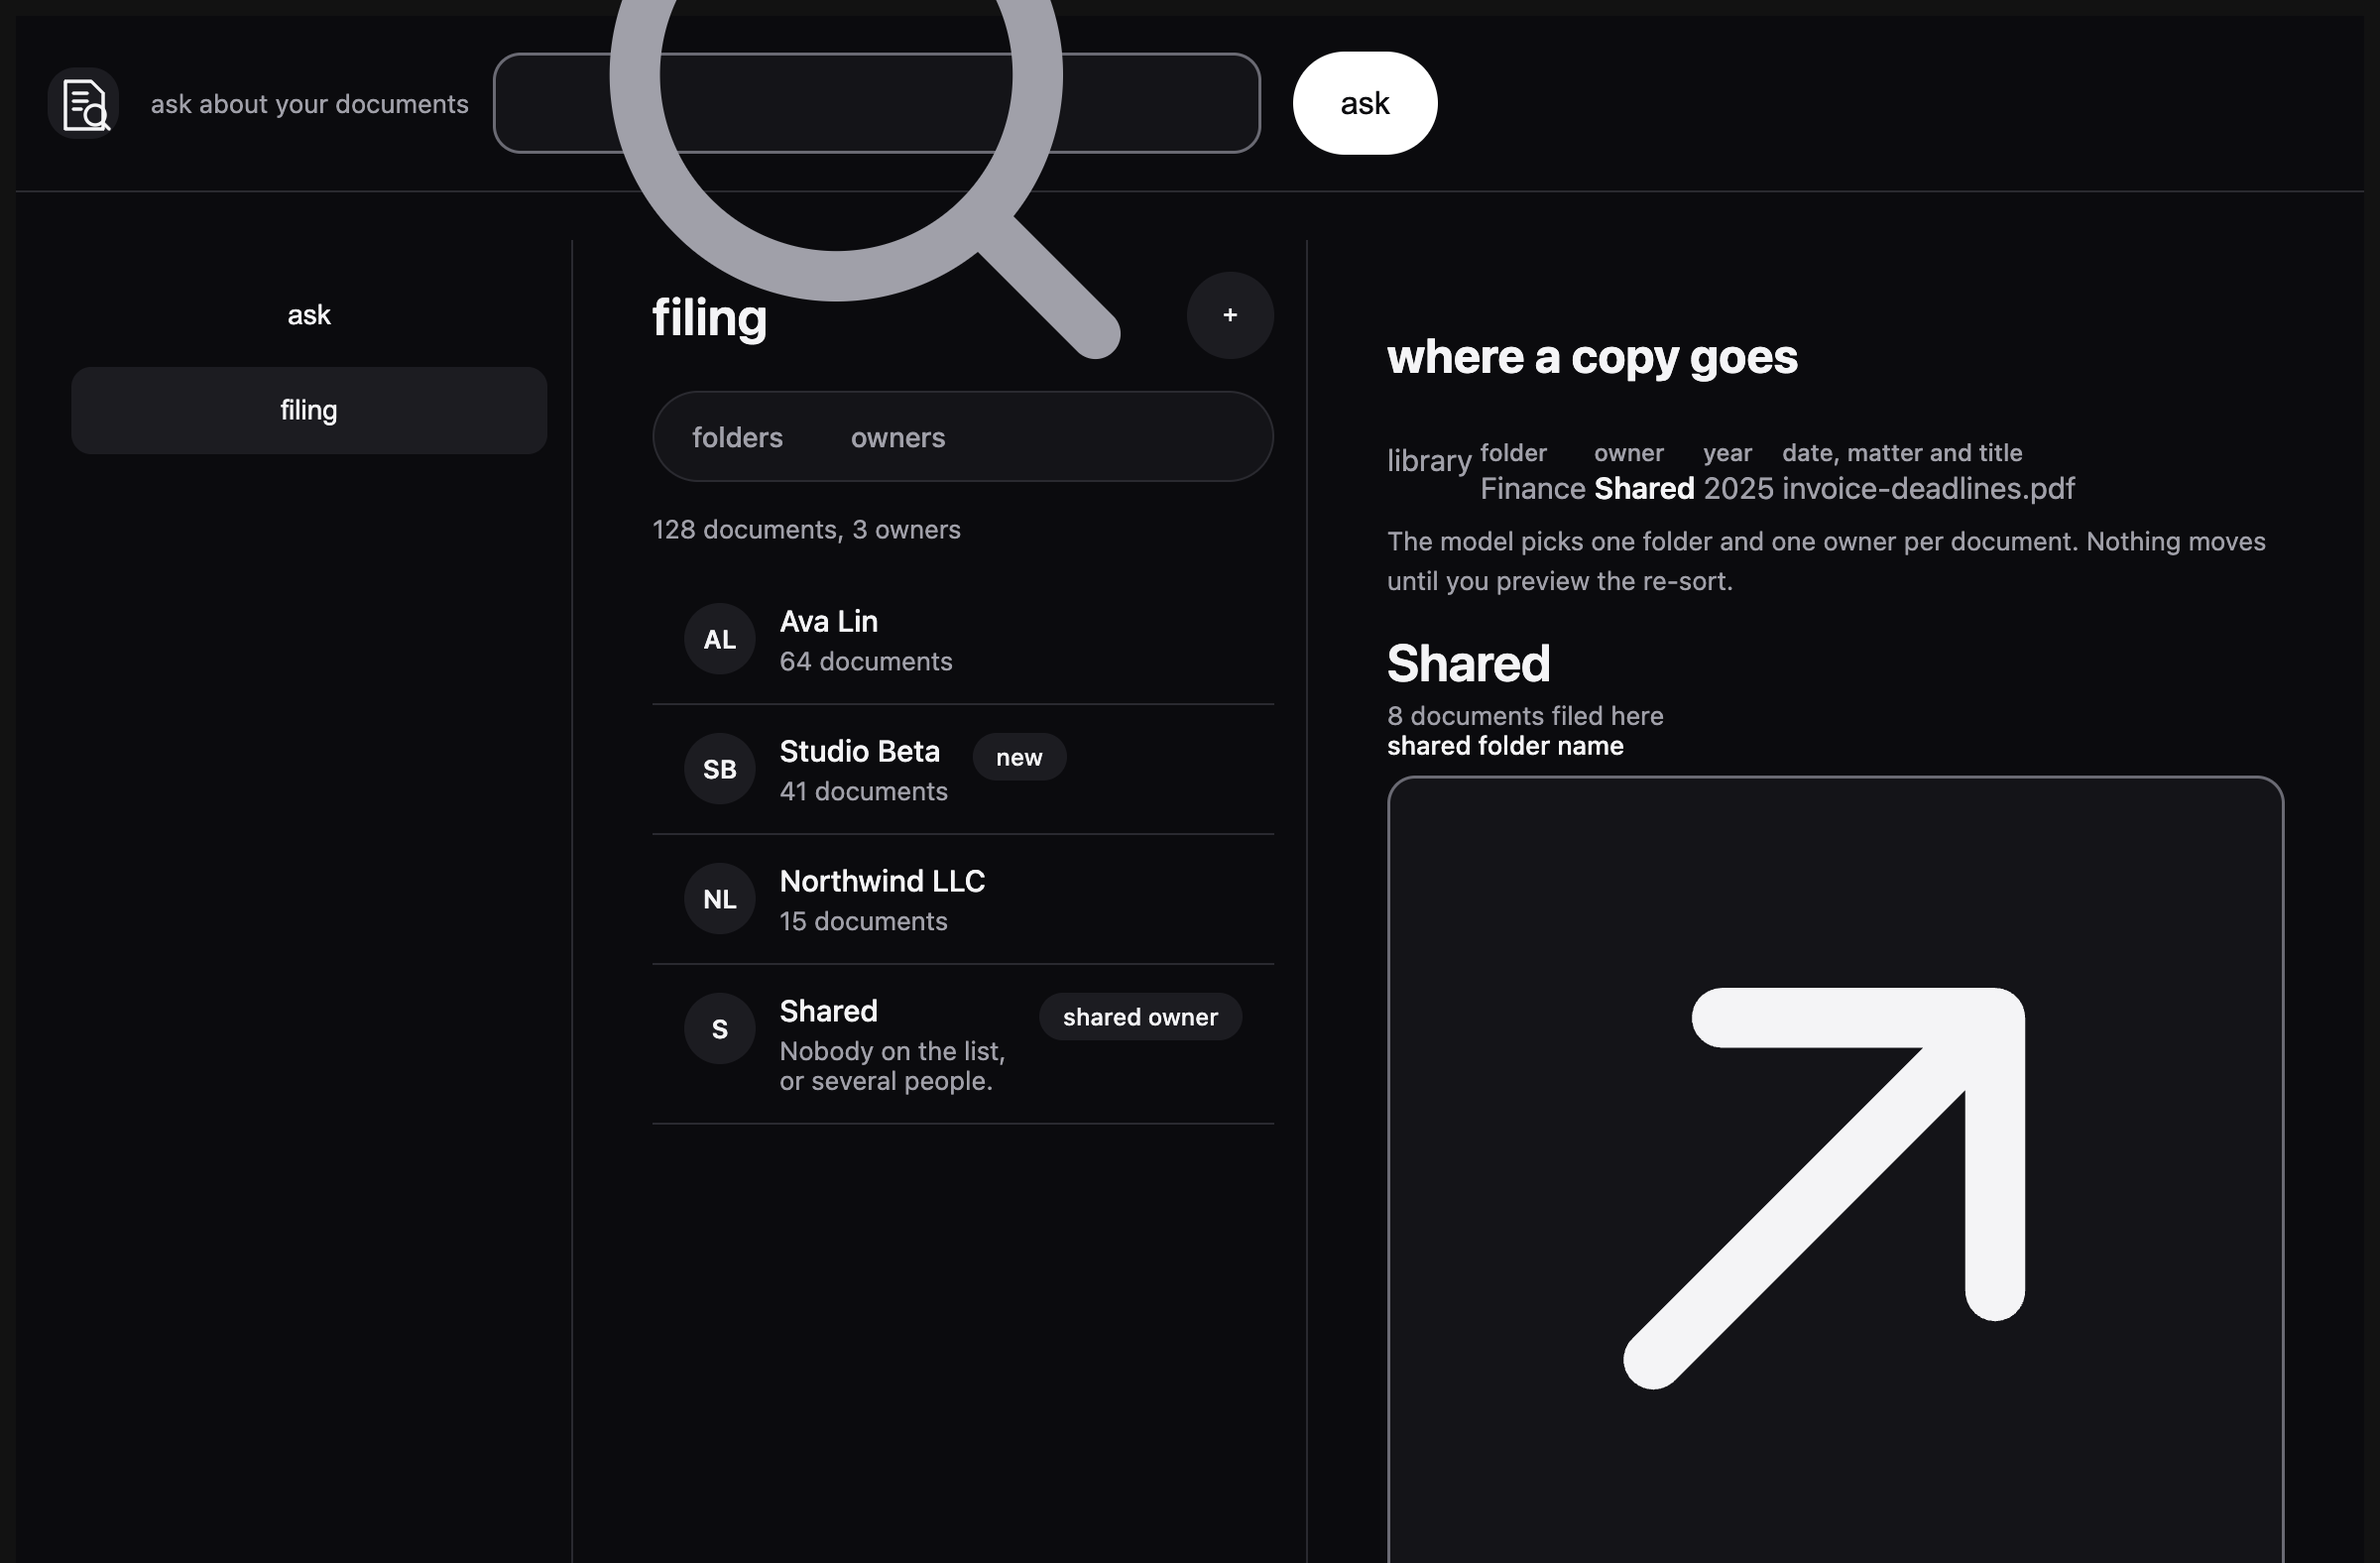 ask about your documents
ask
ask
filing
filing
+
folders owners
128 documents, 3 owners
AL
Ava Lin
64 documents
SB
Studio Beta
new
41 documents
NL
Northwind LLC
15 documents
S
Shared
shared owner
Nobody on the list,
or several people.
where a copy goes
library folder owner year date, matter and title
Finance Shared 2025 invoice-deadlines.pdf
The model picks one folder and one owner per document. Nothing moves
until you preview the re-sort.
Shared
8 documents filed here
shared folder name